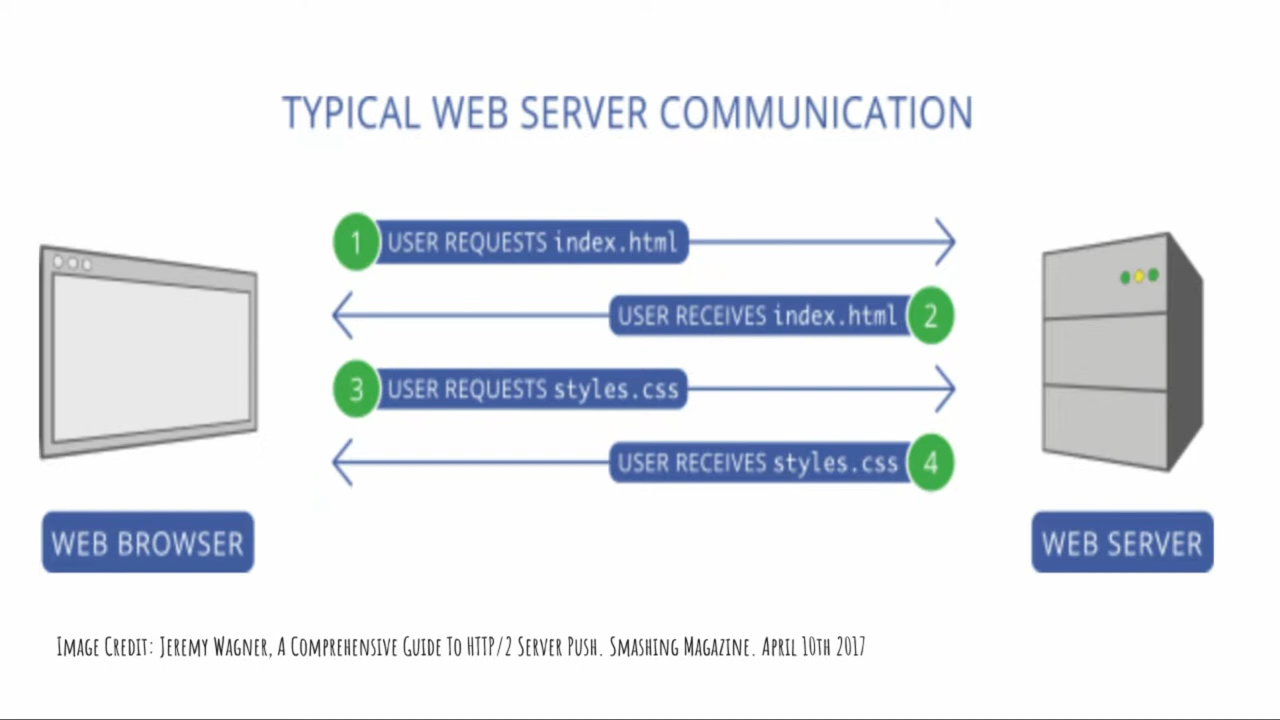 TYPICAL WEB SERVER COMMUNICATION
1 USER REQUESTS index.html
USER RECEIVES index.html 2
3 USER REQUESTS styles.css
USER RECEIVES styles.css 4
WEB BROWSER
WEB SERVER
Image Credit: Jeremy Wagner, A Comprehensive Guide To HTTP/2 Server Push. Smashing Magazine. April 10th 2017